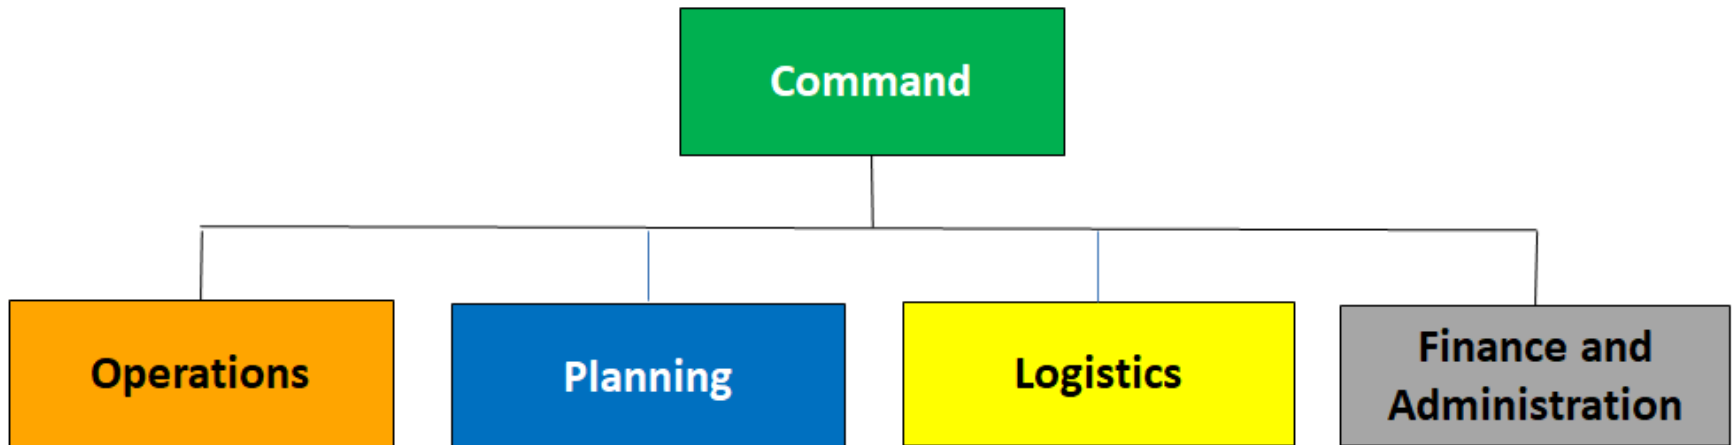 Command
Operations
Planning
Logistics
Finance and
Administration